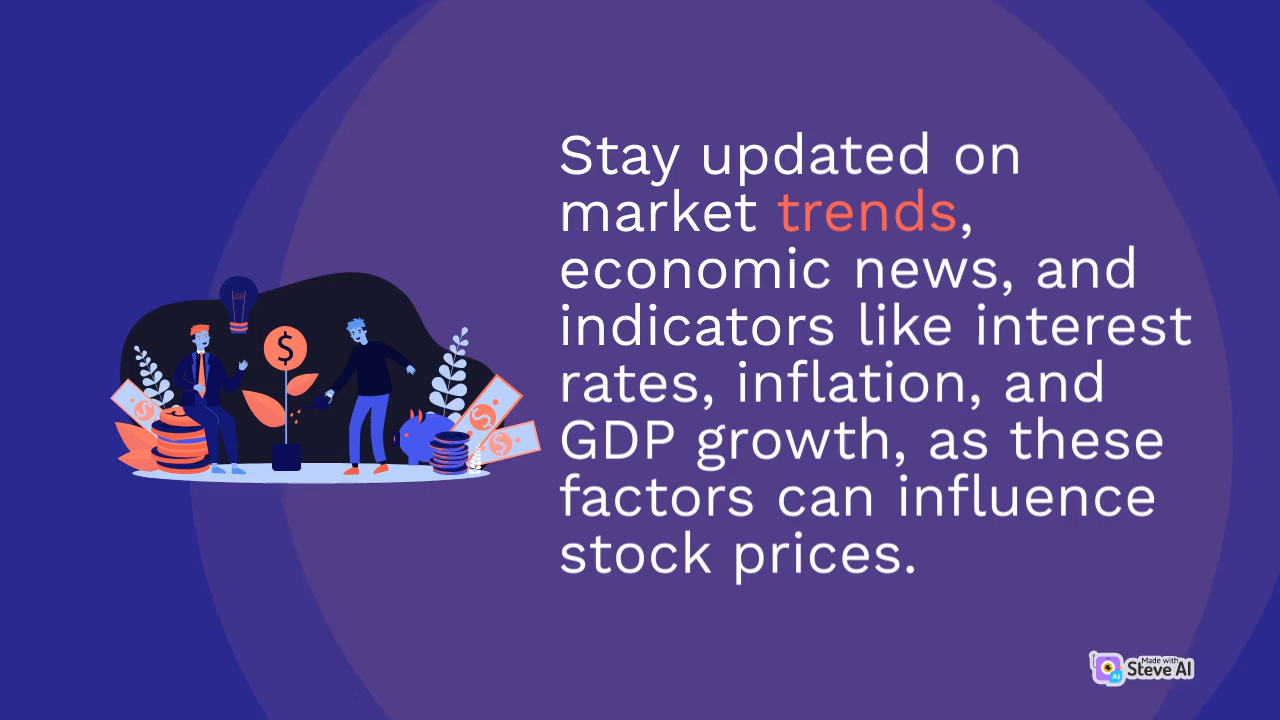 Stay updated on
market trends,
economic news, and
indicators like interest
rates, inflation, and
GDP growth, as these
factors can influence
stock prices.
$
Made with
Steve AI
AI